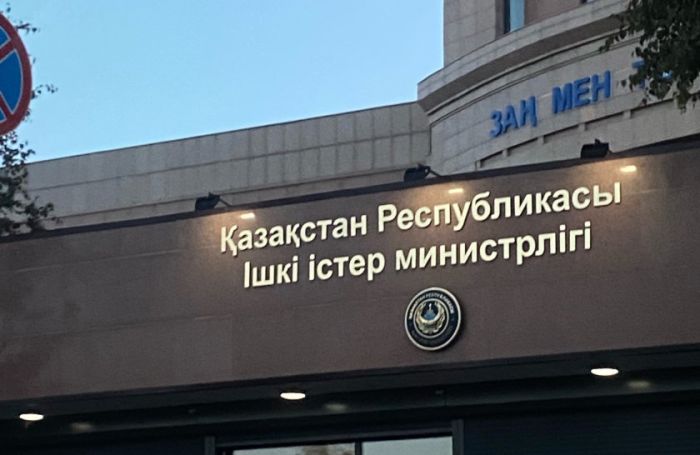 ЗАҢ МЕН
Қазақстан Республикасы
Ішкі істер министрлігі